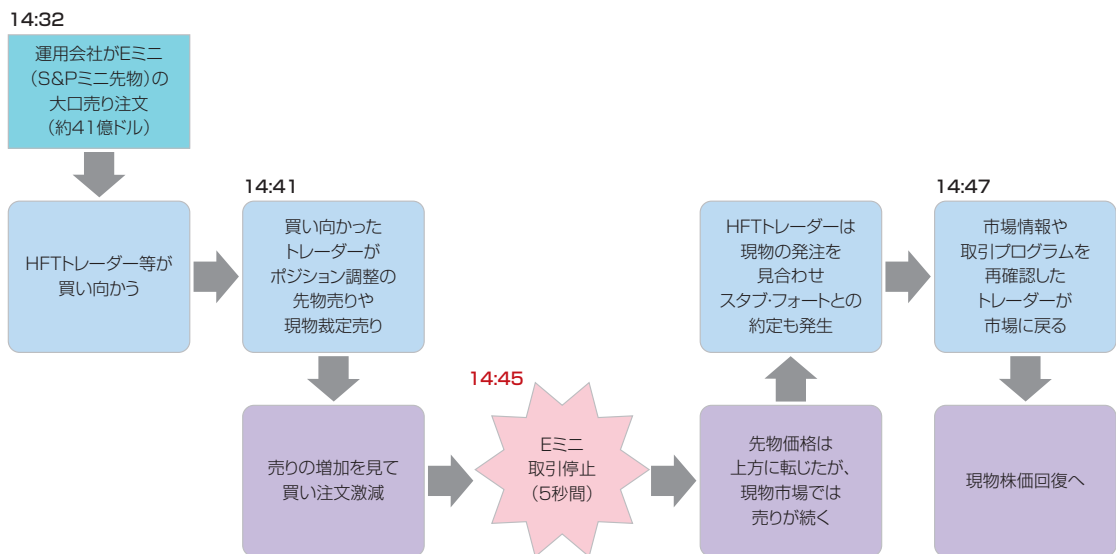 14:32
運用会社がEミニ
（S&Pミニ先物）の
大口売り注文
（約41億ドル）
HFTトレーダー等が
買い向かう
14:41
買い向かった
トレーダーが
ポジション調整の
先物売りや
現物裁定売り
売りの増加を見て
買い注文激減
14:45
Eミニ
取引停止
（5秒間）
先物価格は
上方に転じたが、
現物市場では
売りが続く
HFTトレーダーは
現物の発注を
見合わせ
スタブ・フォートとの
約定も発生
14:47
市場情報や
取引プログラムを
再確認した
トレーダーが
市場に戻る
現物株価回復へ